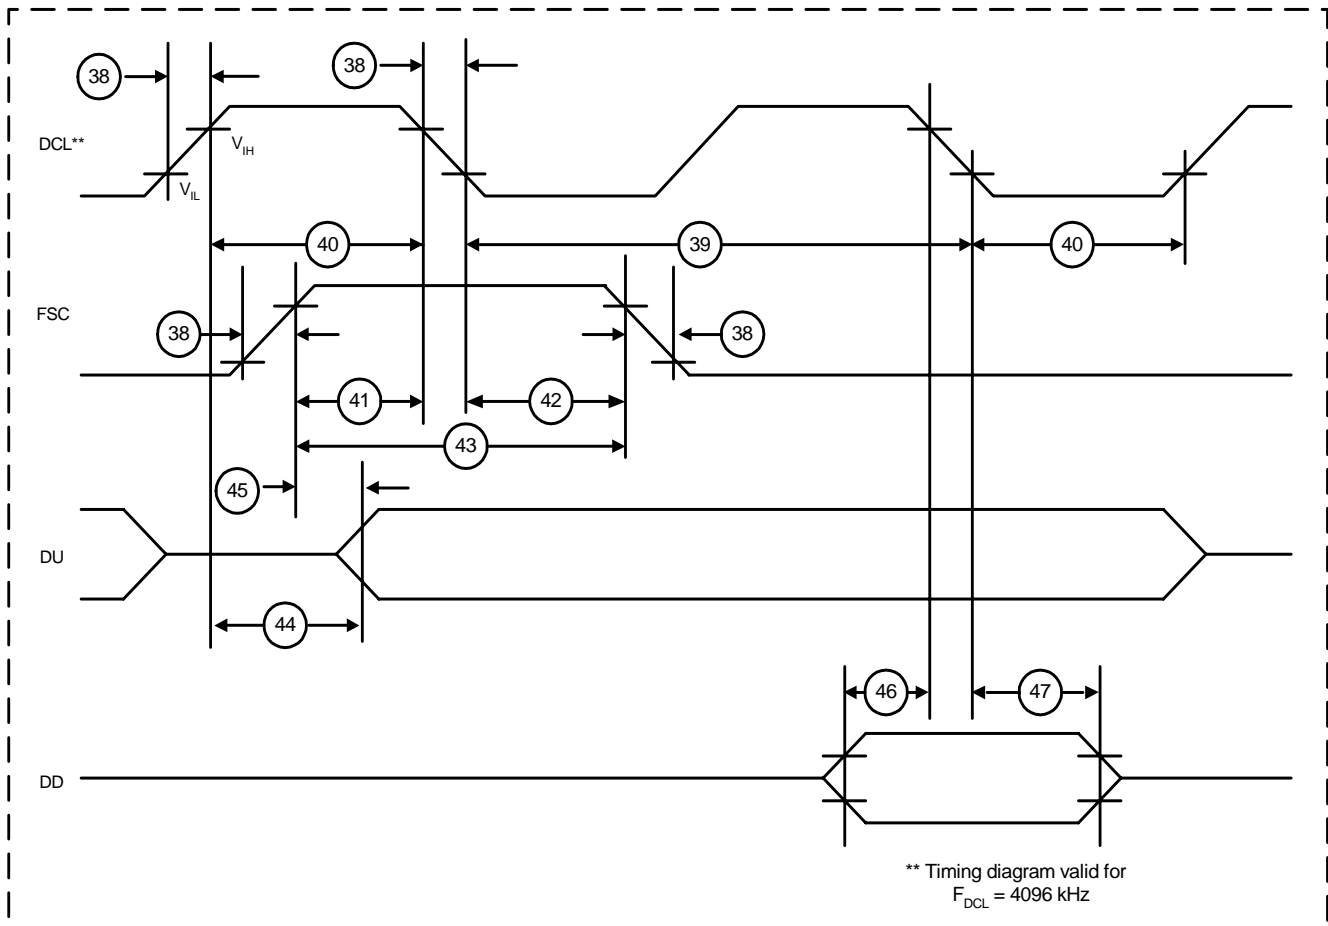 38
38
DCL**
V_IH
V_IL
40
39
40
FSC
38
38
41
42
43
45
DU
44
46
47
DD
** Timing diagram valid for
F_DCL = 4096 kHz